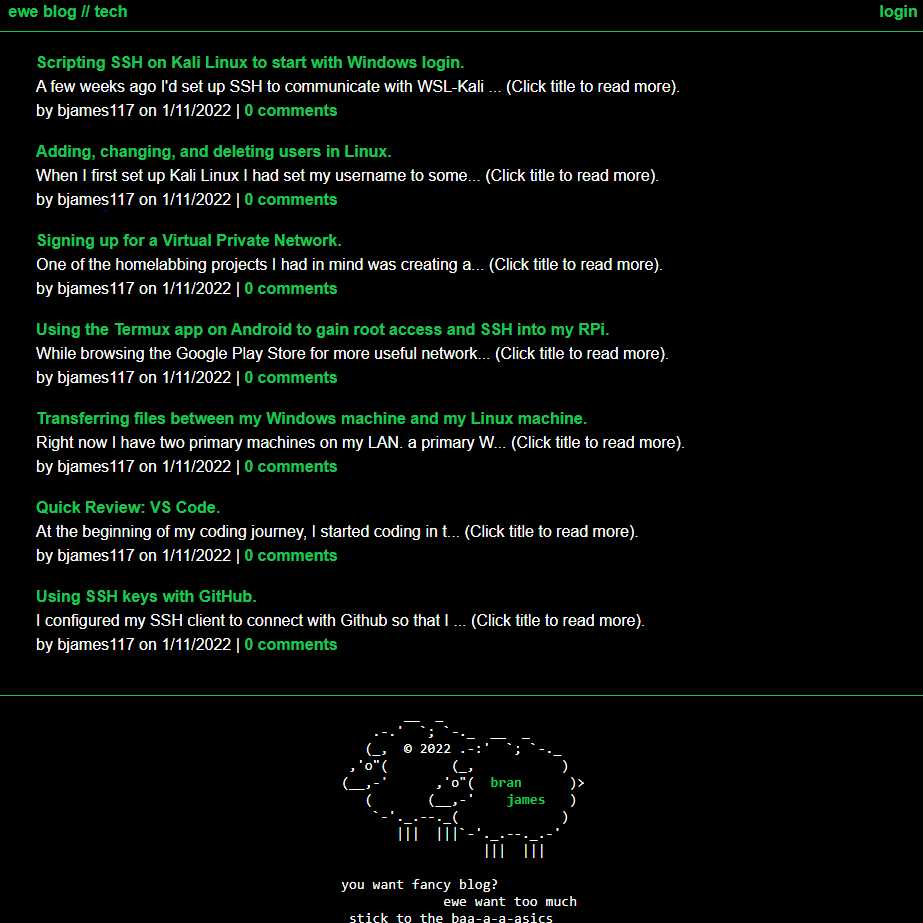 ewe blog // tech
login
Scripting SSH on Kali Linux to start with Windows login.
A few weeks ago I'd set up SSH to communicate with WSL-Kali ... (Click title to read more).
by bjames117 on 1/11/2022 | 0 comments
Adding, changing, and deleting users in Linux.
When I first set up Kali Linux I had set my username to some... (Click title to read more).
by bjames117 on 1/11/2022 | 0 comments
Signing up for a Virtual Private Network.
One of the homelabbing projects I had in mind was creating a... (Click title to read more).
by bjames117 on 1/11/2022 | 0 comments
Using the Termux app on Android to gain root access and SSH into my RPi.
While browsing the Google Play Store for more useful network... (Click title to read more).
by bjames117 on 1/11/2022 | 0 comments
Transferring files between my Windows machine and my Linux machine.
Right now I have two primary machines on my LAN. a primary W... (Click title to read more).
by bjames117 on 1/11/2022 | 0 comments
Quick Review: VS Code.
At the beginning of my coding journey, I started coding in t... (Click title to read more).
by bjames117 on 1/11/2022 | 0 comments
Using SSH keys with GitHub.
I configured my SSH client to connect with Github so that I ... (Click title to read more).
by bjames117 on 1/11/2022 | 0 comments
© 2022
bran
james
you want fancy blog?
ewe want too much
stick to the baa-a-a-asics